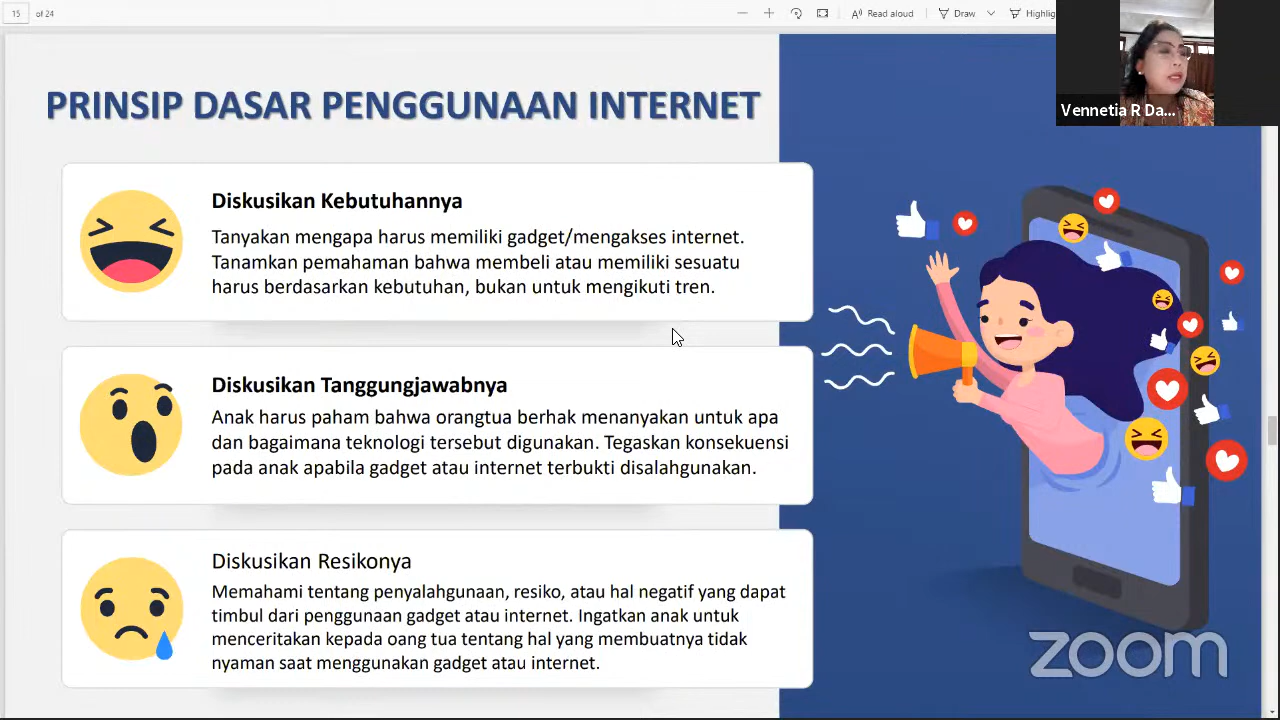 15 of 24
Read aloud
Draw
Highlig
Vennetia R Da...
PRINSIP DASAR PENGGUNAAN INTERNET
Diskusikan Kebutuhannya
Tanyakan mengapa harus memiliki gadget/mengakses internet.
Tanamkan pemahaman bahwa membeli atau memiliki sesuatu
harus berdasarkan kebutuhan, bukan untuk mengikuti tren.
Diskusikan Tanggungjawabnya
Anak harus paham bahwa orangtua berhak menanyakan untuk apa
dan bagaimana teknologi tersebut digunakan. Tegaskan konsekuensi
pada anak apabila gadget atau internet terbukti disalahgunakan.
Diskusikan Resikonya
Memahami tentang penyalahgunaan, resiko, atau hal negatif yang dapat
timbul dari penggunaan gadget atau internet. Ingatkan anak untuk
menceritakan kepada oang tua tentang hal yang membuatnya tidak
nyaman saat menggunakan gadget atau internet.
zoom